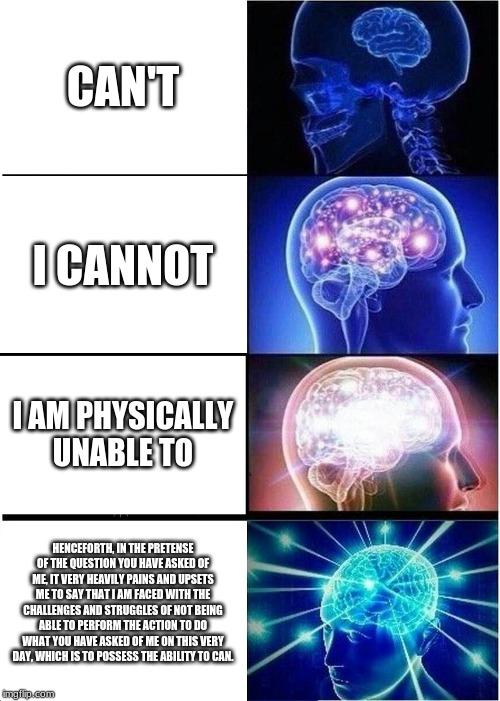 CAN'T
I CANNOT
I AM PHYSICALLY
UNABLE TO
HENCEFORTH, IN THE PRETENSE
OF THE QUESTION YOU HAVE ASKED OF
ME, IT VERY HEAVILY PAINS AND UPSETS
ME TO SAY THAT I AM FACED WITH THE
CHALLENGES AND STRUGGLES OF NOT BEING
ABLE TO PERFORM THE ACTION TO DO
WHAT YOU HAVE ASKED OF ME ON THIS VERY
DAY, WHICH IS TO POSSESS THE ABILITY TO CAN.
imgflip.com